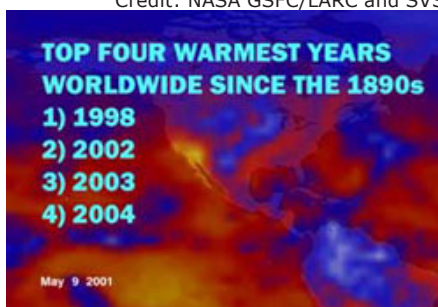 Credit: NASA GSFC/LARC and SVS
TOP FOUR WARMEST YEARS
WORLDWIDE SINCE THE 1890s
1) 1998
2) 2002
3) 2003
4) 2004
May 9 2001